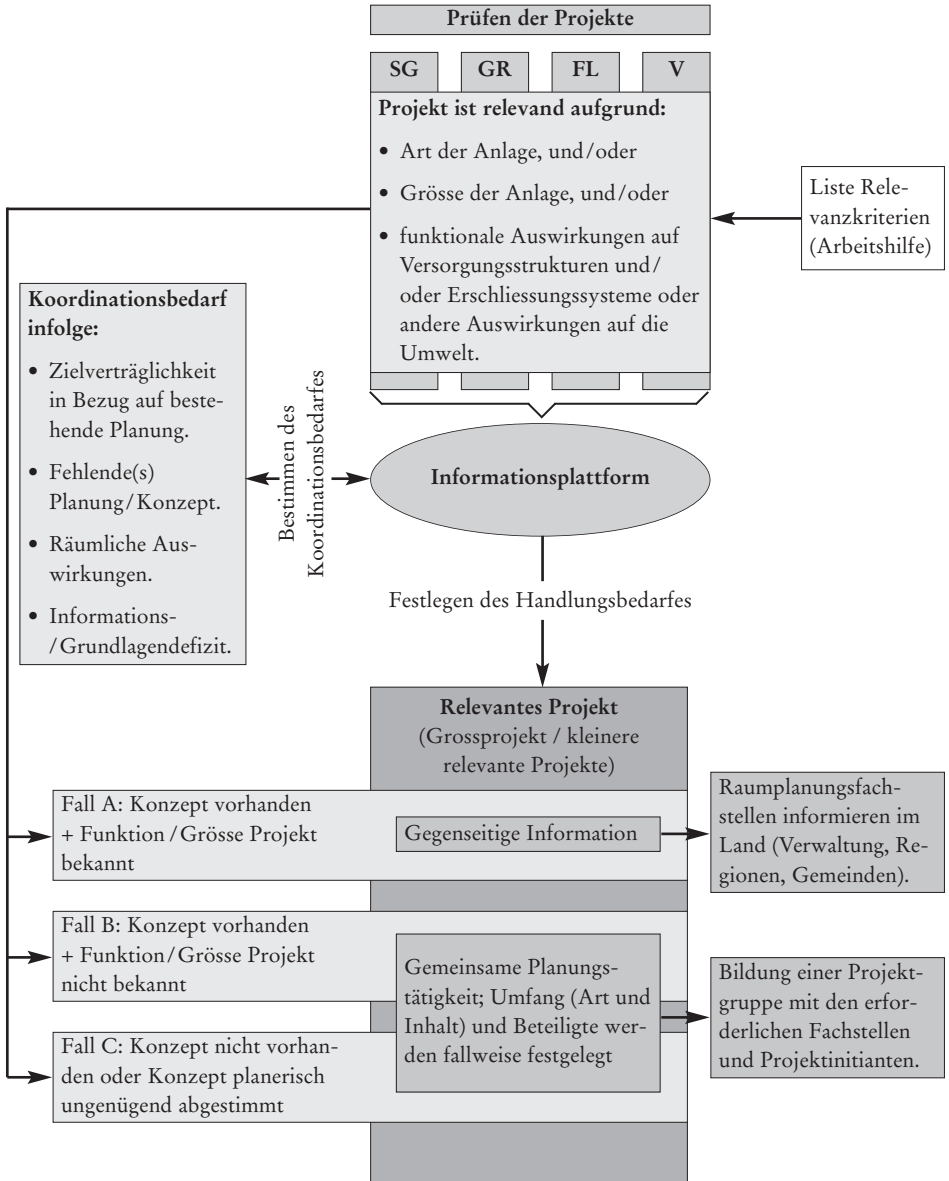 Prüfen der Projekte
SG GR FL V
Projekt ist relevand aufgrund:
• Art der Anlage, und/oder
• Grösse der Anlage, und/oder
• funktionale Auswirkungen auf
Versorgungsstrukturen und/
oder Erschliessungssysteme oder
andere Auswirkungen auf die
Umwelt.
Liste Rele-
vanzkriterien
(Arbeitshilfe)
Koordinationsbedarf
infolge:
• Zielverträglichkeit
in Bezug auf beste-
hende Planung.
• Fehlende(s)
Planung/Konzept.
• Räumliche Aus-
wirkungen.
• Informations-
/Grundlagendefizit.
Bestimmen des
Koordinationsbedarfes
Informationsplattform
Festlegen des Handlungsbedarfes
Relevantes Projekt
(Grossprojekt / kleinere
relevante Projekte)
Fall A: Konzept vorhanden
+ Funktion/Grösse Projekt
bekannt
Gegenseitige Information
Raumplanungsfach-
stellen informieren im
Land (Verwaltung, Re-
gionen, Gemeinden).
Fall B: Konzept vorhanden
+ Funktion/Grösse Projekt
nicht bekannt
Gemeinsame Planungs-
tätigkeit; Umfang (Art und
Inhalt) und Beteiligte wer-
den fallweise festgelegt
Bildung einer Projekt-
gruppe mit den erfor-
derlichen Fachstellen
und Projektinitianten.
Fall C: Konzept nicht vorhan-
den oder Konzept planerisch
ungenügend abgestimmt